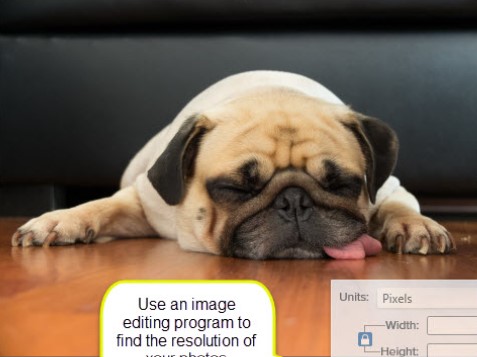 Use an image
editing program to
find the resolution of
your photos
Units: Pixels
Width:
Height: